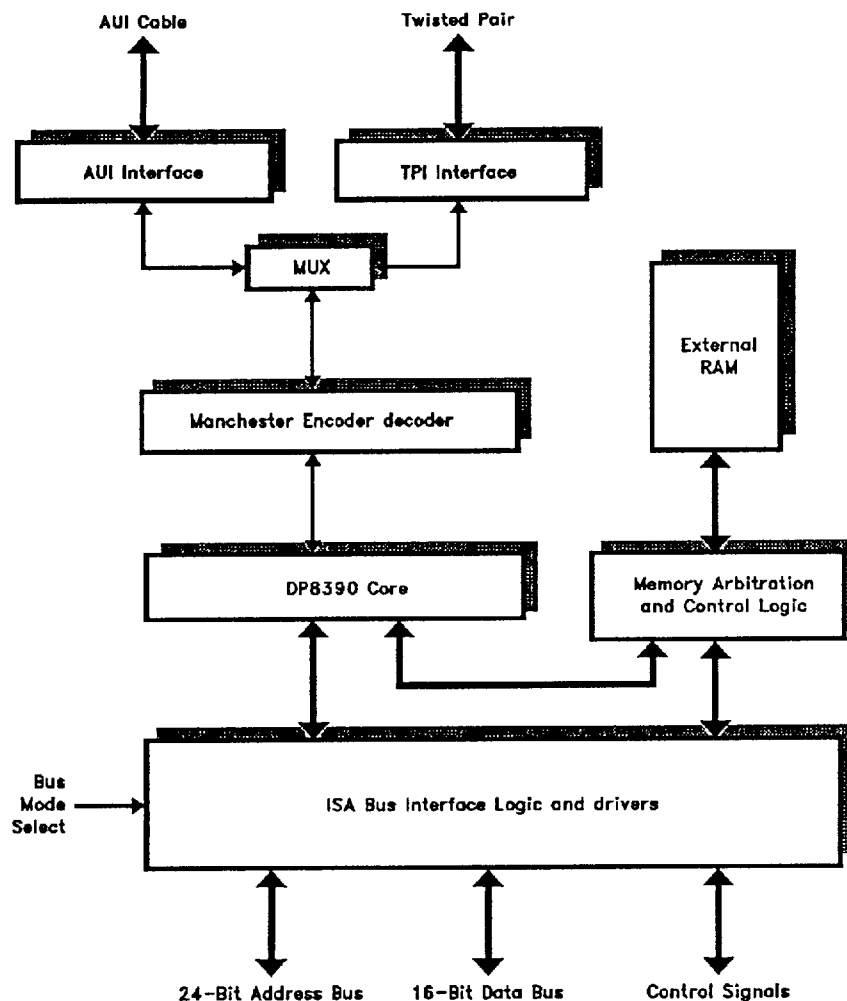 AUI Cable
Twisted Pair
AUI Interface
TPI Interface
MUX
External
RAM
Manchester Encoder decoder
DP8390 Core
Memory Arbitration
and Control Logic
Bus
Mode
Select
ISA Bus Interface Logic and drivers
24-Bit Address Bus
16-Bit Data Bus
Control Signals